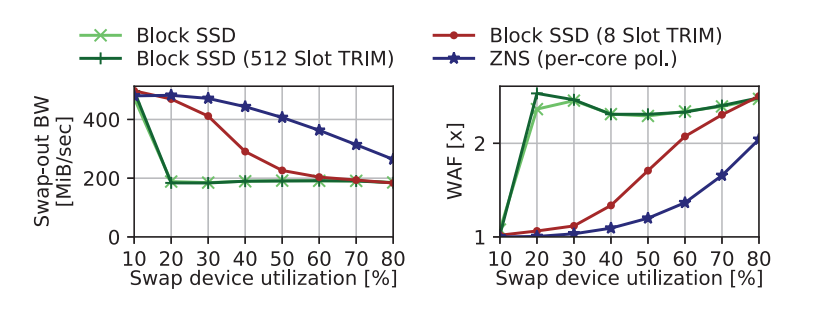 Block SSD
Block SSD (512 Slot TRIM)
Block SSD (8 Slot TRIM)
ZNS (per-core pol.)
Swap-out BW
[MiB/sec]
400
200
0
10 20 30 40 50 60 70 80
Swap device utilization [%]
WAF [x]
2
1
10 20 30 40 50 60 70 80
Swap device utilization [%]